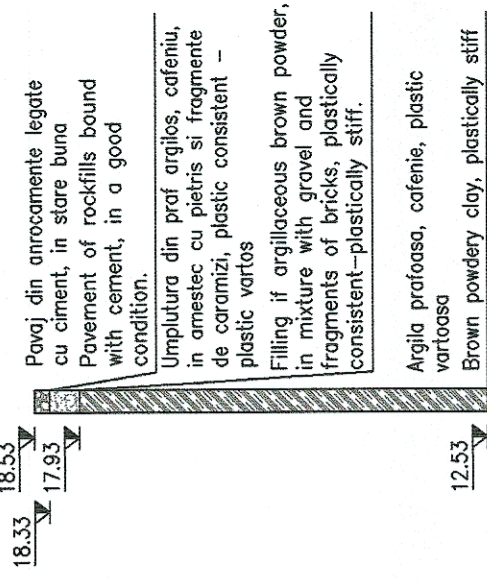 18.53
18.33
17.93
12.53
Pavaj din anrocamente legate
cu ciment, in stare buna
Pavement of rockfills bound
with cement, in a good
condition.
Umplutura din praf argilos, cafeniu,
in amestec cu pietris si fragmente
de caramizi, plastic consistent –
plastic vartos
Filling if argillaceous brown powder,
in mixture with gravel and
fragments of bricks, plastically
consistent–plastically stiff.
Argila prafoasa, cafenie, plastic
vartoasa
Brown powdery clay, plastically stiff